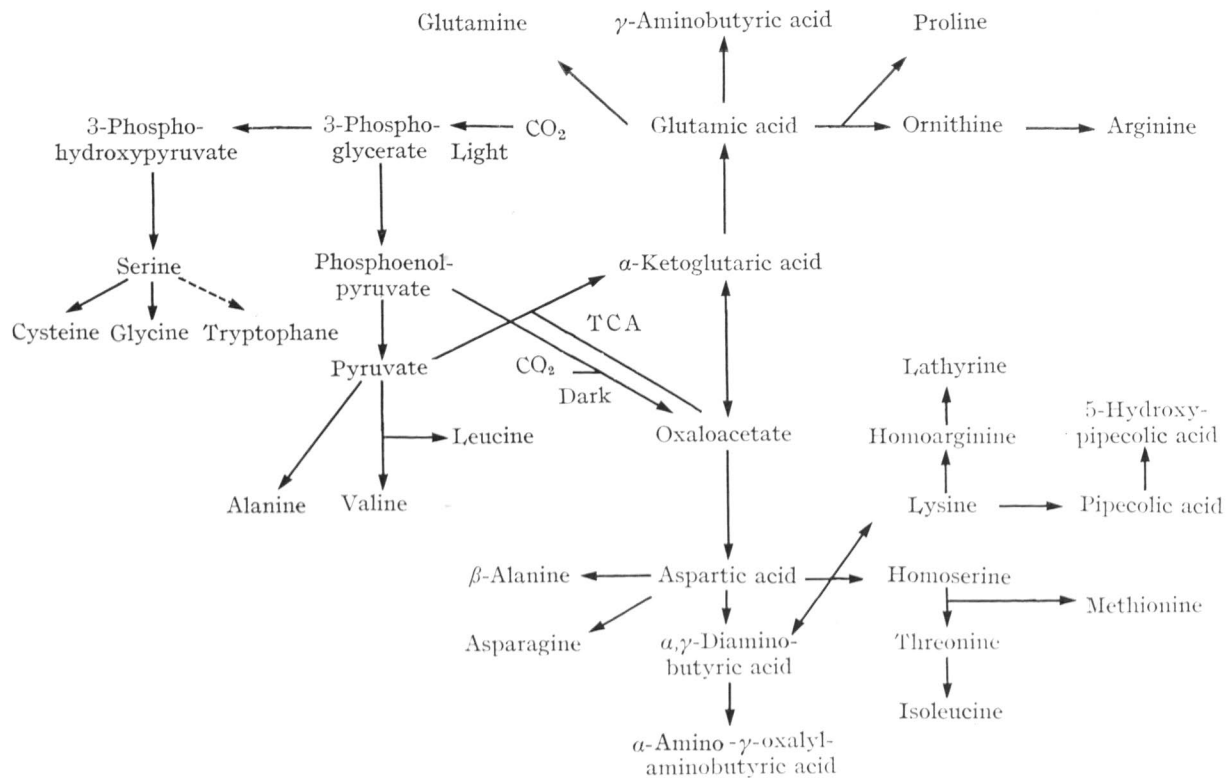 Glutamine
γ-Aminobutyric acid
Proline
3-Phospho-
hydroxypyruvate
3-Phospho-
glycerate
CO₂
Light
Glutamic acid
Ornithine
Arginine
Serine
Phosphoenol-
pyruvate
α-Ketoglutaric acid
Cysteine
Glycine
Tryptophane
TCA
Pyruvate
CO₂
Dark
Lathyrine
5-Hydroxy-
pipecolic acid
Leucine
Oxaloacetate
Homoarginine
Alanine
Valine
Lysine
Pipecolic acid
β-Alanine
Aspartic acid
Homoserine
Methionine
Asparagine
α,γ-Diamino-
butyric acid
Threonine
Isoleucine
α-Amino-γ-oxalyl-
aminobutyric acid